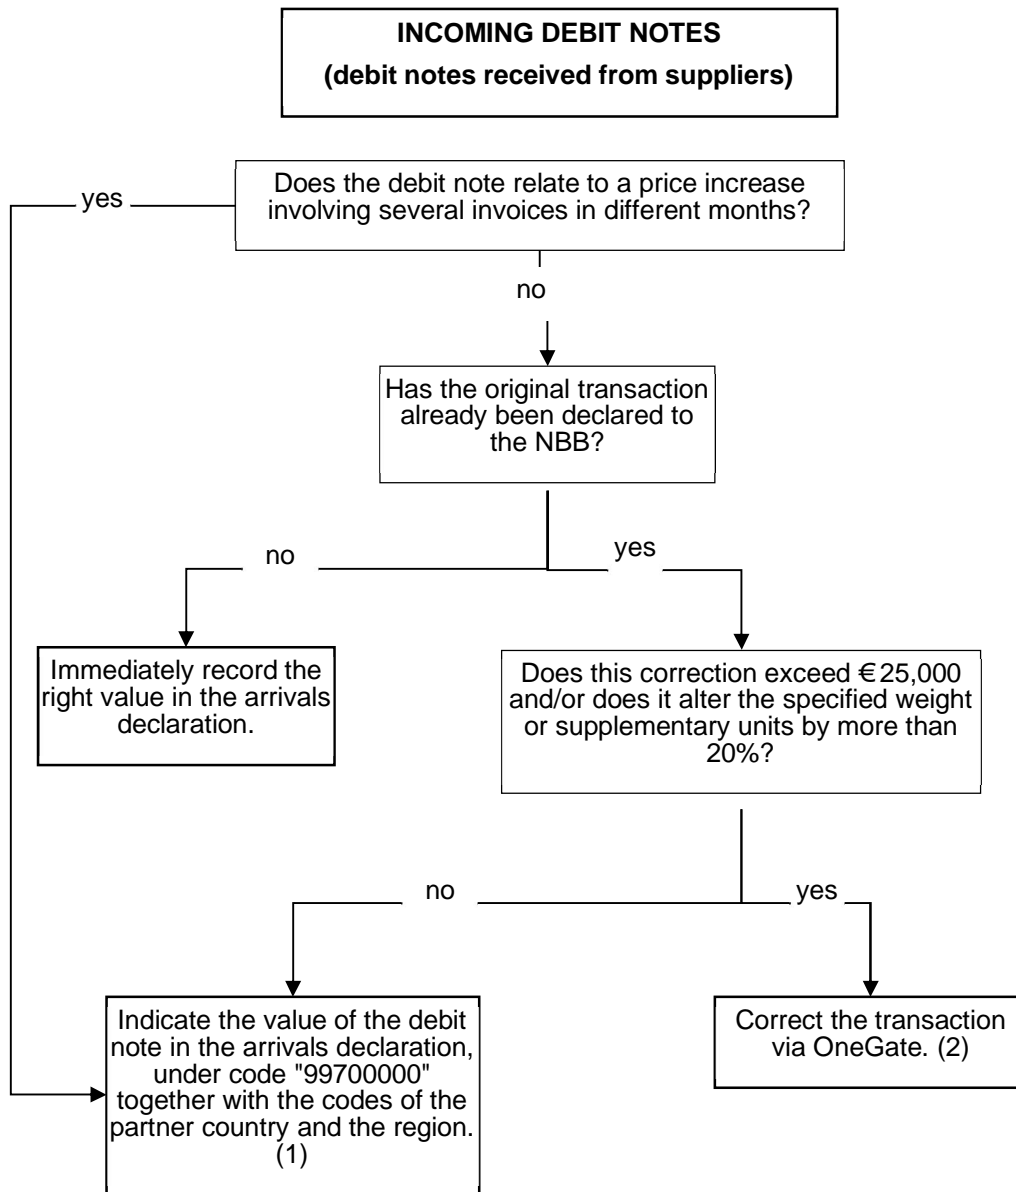 INCOMING DEBIT NOTES
(debit notes received from suppliers)
yes
Does the debit note relate to a price increase
involving several invoices in different months?
no
Has the original transaction
already been declared to
the NBB?
no
yes
Immediately record the
right value in the arrivals
declaration.
Does this correction exceed €25,000
and/or does it alter the specified weight
or supplementary units by more than
20%?
no
yes
Indicate the value of the debit
note in the arrivals declaration,
under code "99700000"
together with the codes of the
partner country and the region.
(1)
Correct the transaction
via OneGate. (2)